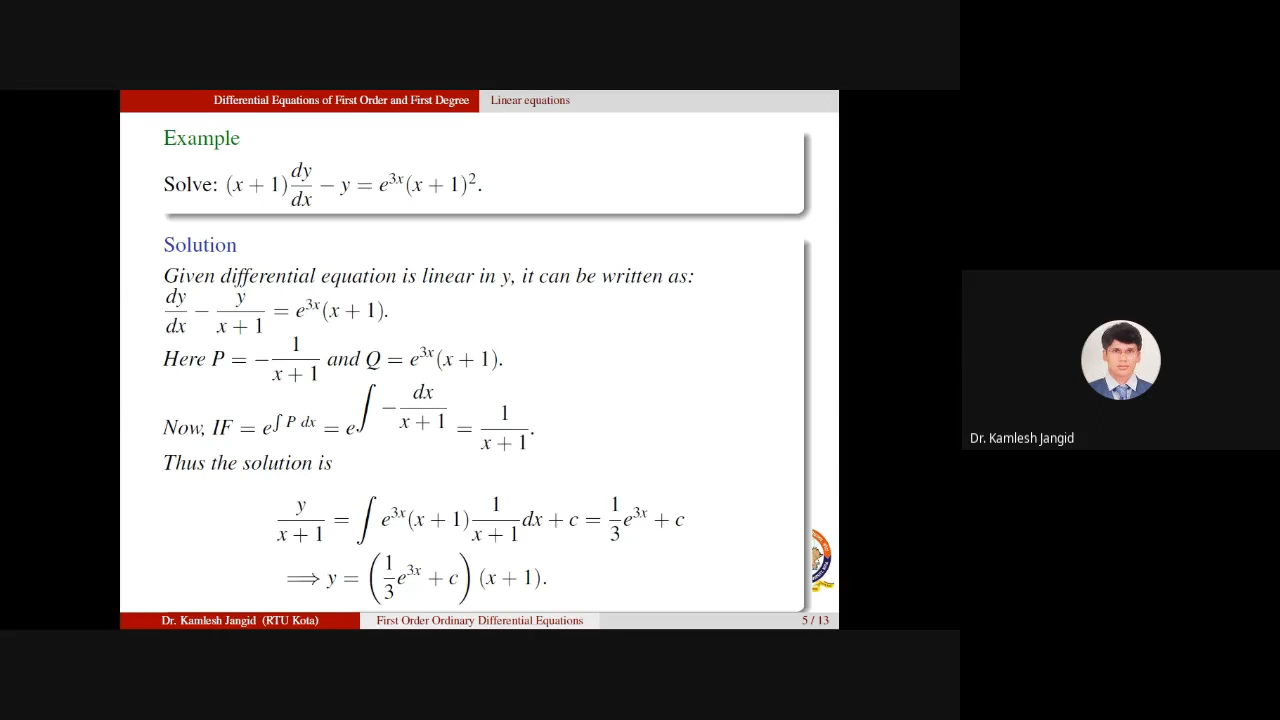 Differential Equations of First Order and First Degree Linear equations
Example
Solve: (x + 1) dy/dx − y = e^{3x}(x + 1)^2.
Solution
Given differential equation is linear in y, it can be written as:
dy/dx − y/(x + 1) = e^{3x}(x + 1).
Here P = − 1/(x + 1) and Q = e^{3x}(x + 1).
Now, IF = e^{∫ P dx} = e^{∫ − dx/(x + 1)} = 1/(x + 1).
Thus the solution is
y/(x + 1) = ∫ e^{3x}(x + 1) 1/(x + 1) dx + c = 1/3 e^{3x} + c
⟹ y = (1/3 e^{3x} + c) (x + 1).
Dr. Kamlesh Jangid (RTU Kota) First Order Ordinary Differential Equations 5 / 13
Dr. Kamlesh Jangid